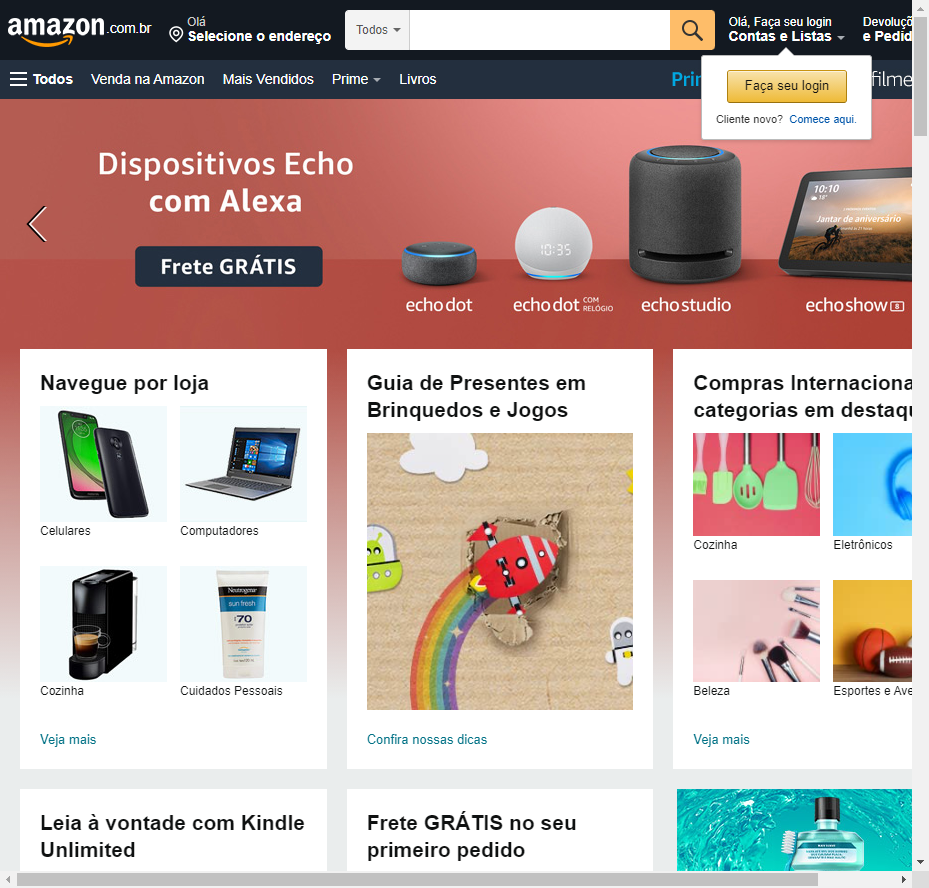 amazon.com.br
Olá
Selecione o endereço
Todos
Olá, Faça seu login
Contas e Listas
Devoluç
e Pedid
Todos
Venda na Amazon
Mais Vendidos
Prime
Livros
Prim
filme
Faça seu login
Cliente novo? Comece aqui.
Dispositivos Echo
com Alexa
Frete GRÁTIS
10:10
18°
Jantar de aniversário
10:35
echo dot
echo dot COM RELÓGIO
echo studio
echo show 8
Navegue por loja
Celulares
Computadores
Neutrogena
sun fresh
70
Cozinha
Cuidados Pessoais
Veja mais
Guia de Presentes em
Brinquedos e Jogos
Confira nossas dicas
Compras Internaciona
categorias em destaqu
Cozinha
Eletrônicos
Beleza
Esportes e Ave
Veja mais
Leia à vontade com Kindle
Unlimited
Frete GRÁTIS no seu
primeiro pedido